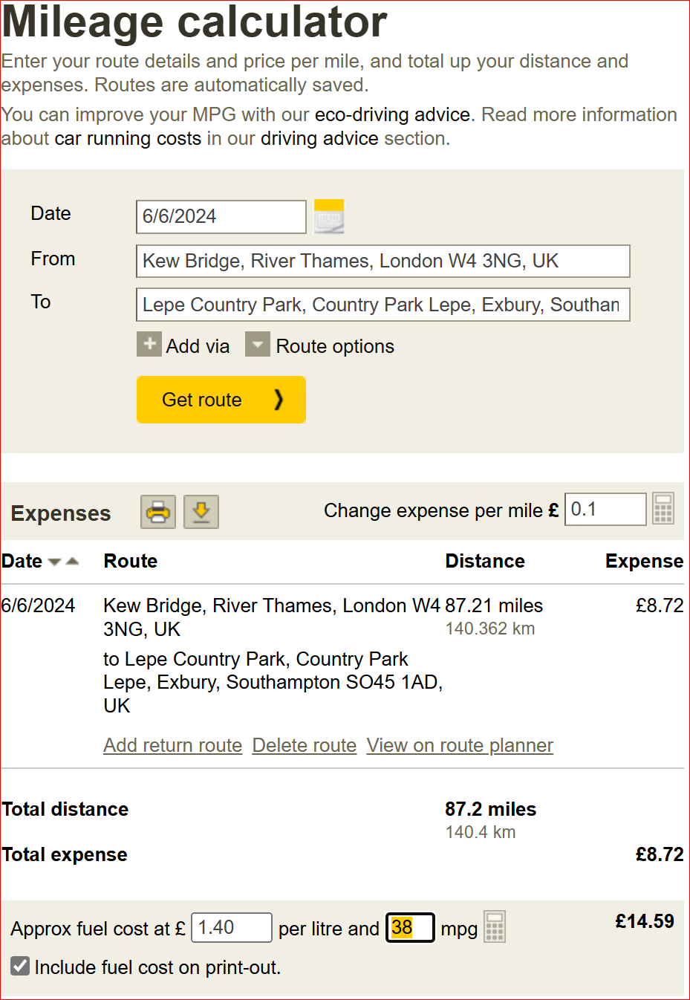 Mileage calculator
Enter your route details and price per mile, and total up your distance and
expenses. Routes are automatically saved.
You can improve your MPG with our eco-driving advice. Read more information
about car running costs in our driving advice section.
Date 6/6/2024
From Kew Bridge, River Thames, London W4 3NG, UK
To Lepe Country Park, Country Park Lepe, Exbury, Southam
Add via Route options
Get route
Expenses Change expense per mile £ 0.1
Date Route Distance Expense
6/6/2024 Kew Bridge, River Thames, London W4 87.21 miles £8.72
3NG, UK 140.362 km
to Lepe Country Park, Country Park
Lepe, Exbury, Southampton SO45 1AD,
UK
Add return route Delete route View on route planner
Total distance 87.2 miles
140.4 km
Total expense £8.72
Approx fuel cost at £ 1.40 per litre and 38 mpg £14.59
Include fuel cost on print-out.